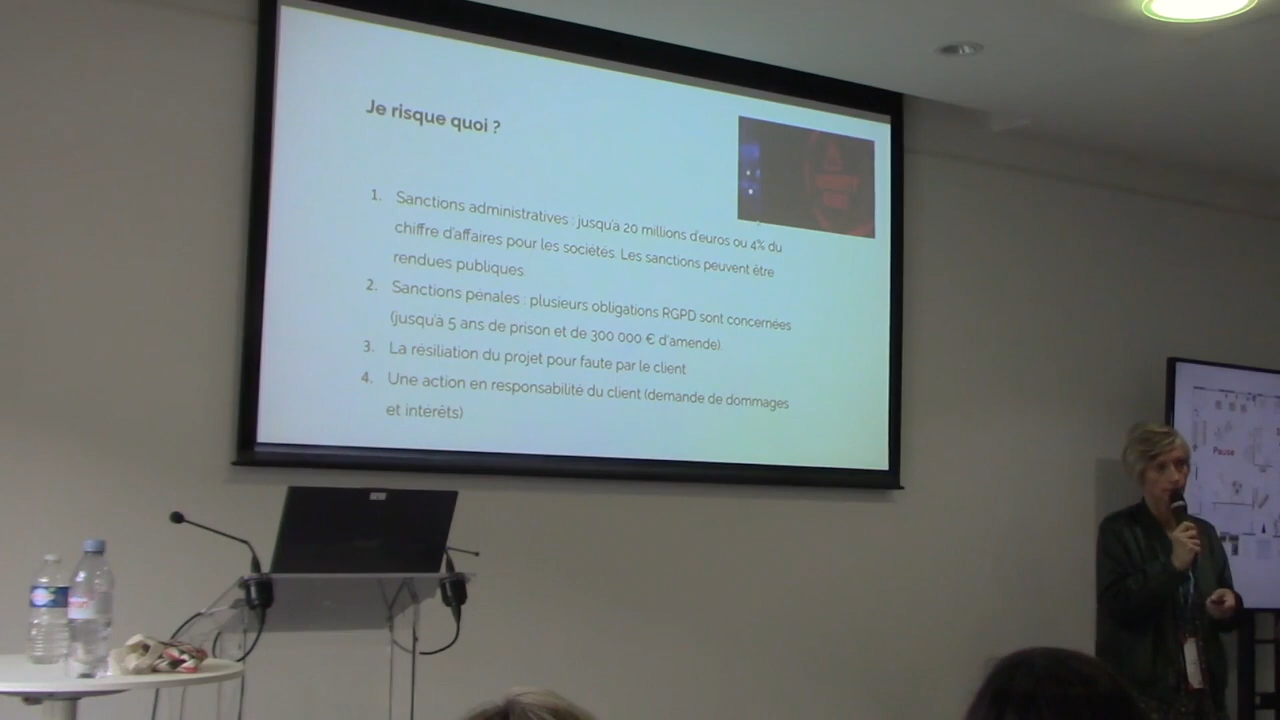 Je risque quoi ?
1. Sanctions administratives : jusqu'à 20 millions d'euros ou 4% du
chiffre d'affaires pour les sociétés. Les sanctions peuvent être
rendues publiques
2. Sanctions pénales : plusieurs obligations RGPD sont concernées
(jusqu'à 5 ans de prison et de 300 000 € d'amende).
3. La résiliation du projet pour faute par le client
4. Une action en responsabilité du client (demande de dommages
et intérêts)
Pause